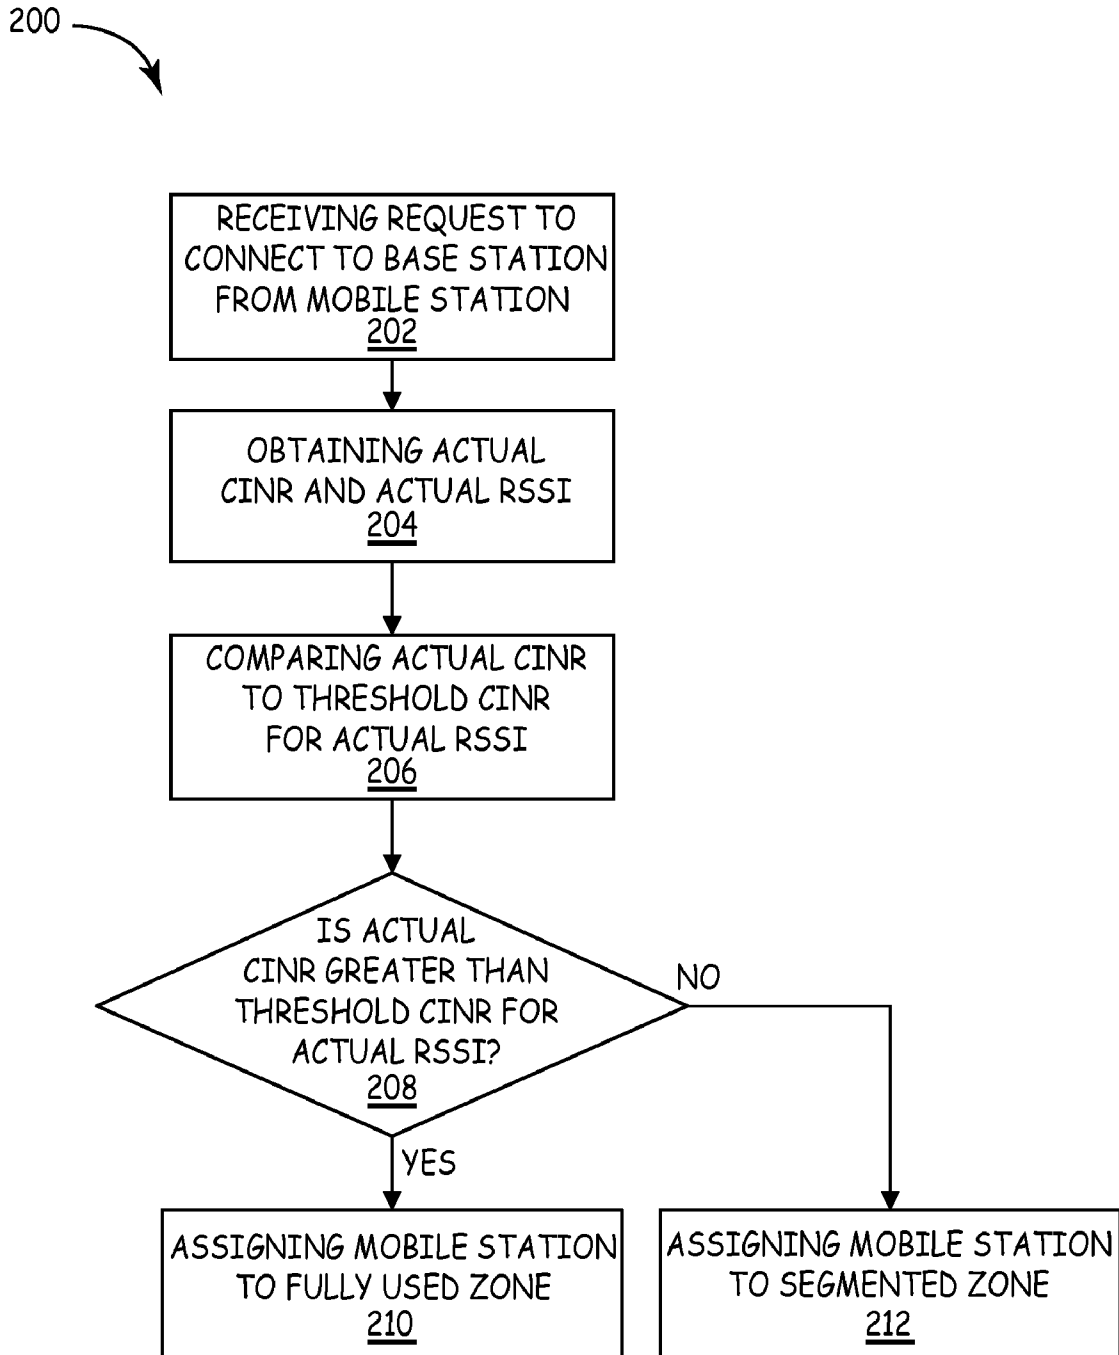 200
RECEIVING REQUEST TO
CONNECT TO BASE STATION
FROM MOBILE STATION
202
OBTAINING ACTUAL
CINR AND ACTUAL RSSI
204
COMPARING ACTUAL CINR
TO THRESHOLD CINR
FOR ACTUAL RSSI
206
IS ACTUAL
CINR GREATER THAN
THRESHOLD CINR FOR
ACTUAL RSSI?
208
NO
YES
ASSIGNING MOBILE STATION
TO FULLY USED ZONE
210
ASSIGNING MOBILE STATION
TO SEGMENTED ZONE
212